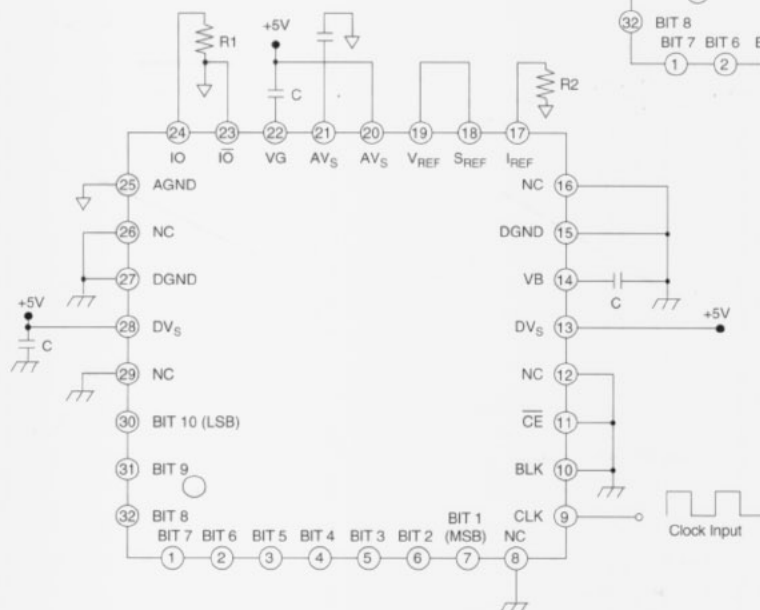 +5V
R1
C
R2
32 BIT 8
BIT 7 BIT 6
1 2
24 23 22 21 20 19 18 17
IO IO VG AVS AVS VREF SREF IREF
25 AGND
NC 16
26 NC
DGND 15
27 DGND
VB 14
C
+5V
28 DVS
C
DVS 13
+5V
29 NC
NC 12
30 BIT 10 (LSB)
CE 11
31 BIT 9
BLK 10
32 BIT 8
CLK 9
Clock Input
BIT 7 BIT 6 BIT 5 BIT 4 BIT 3 BIT 2 BIT 1 (MSB) NC
1 2 3 4 5 6 7 8